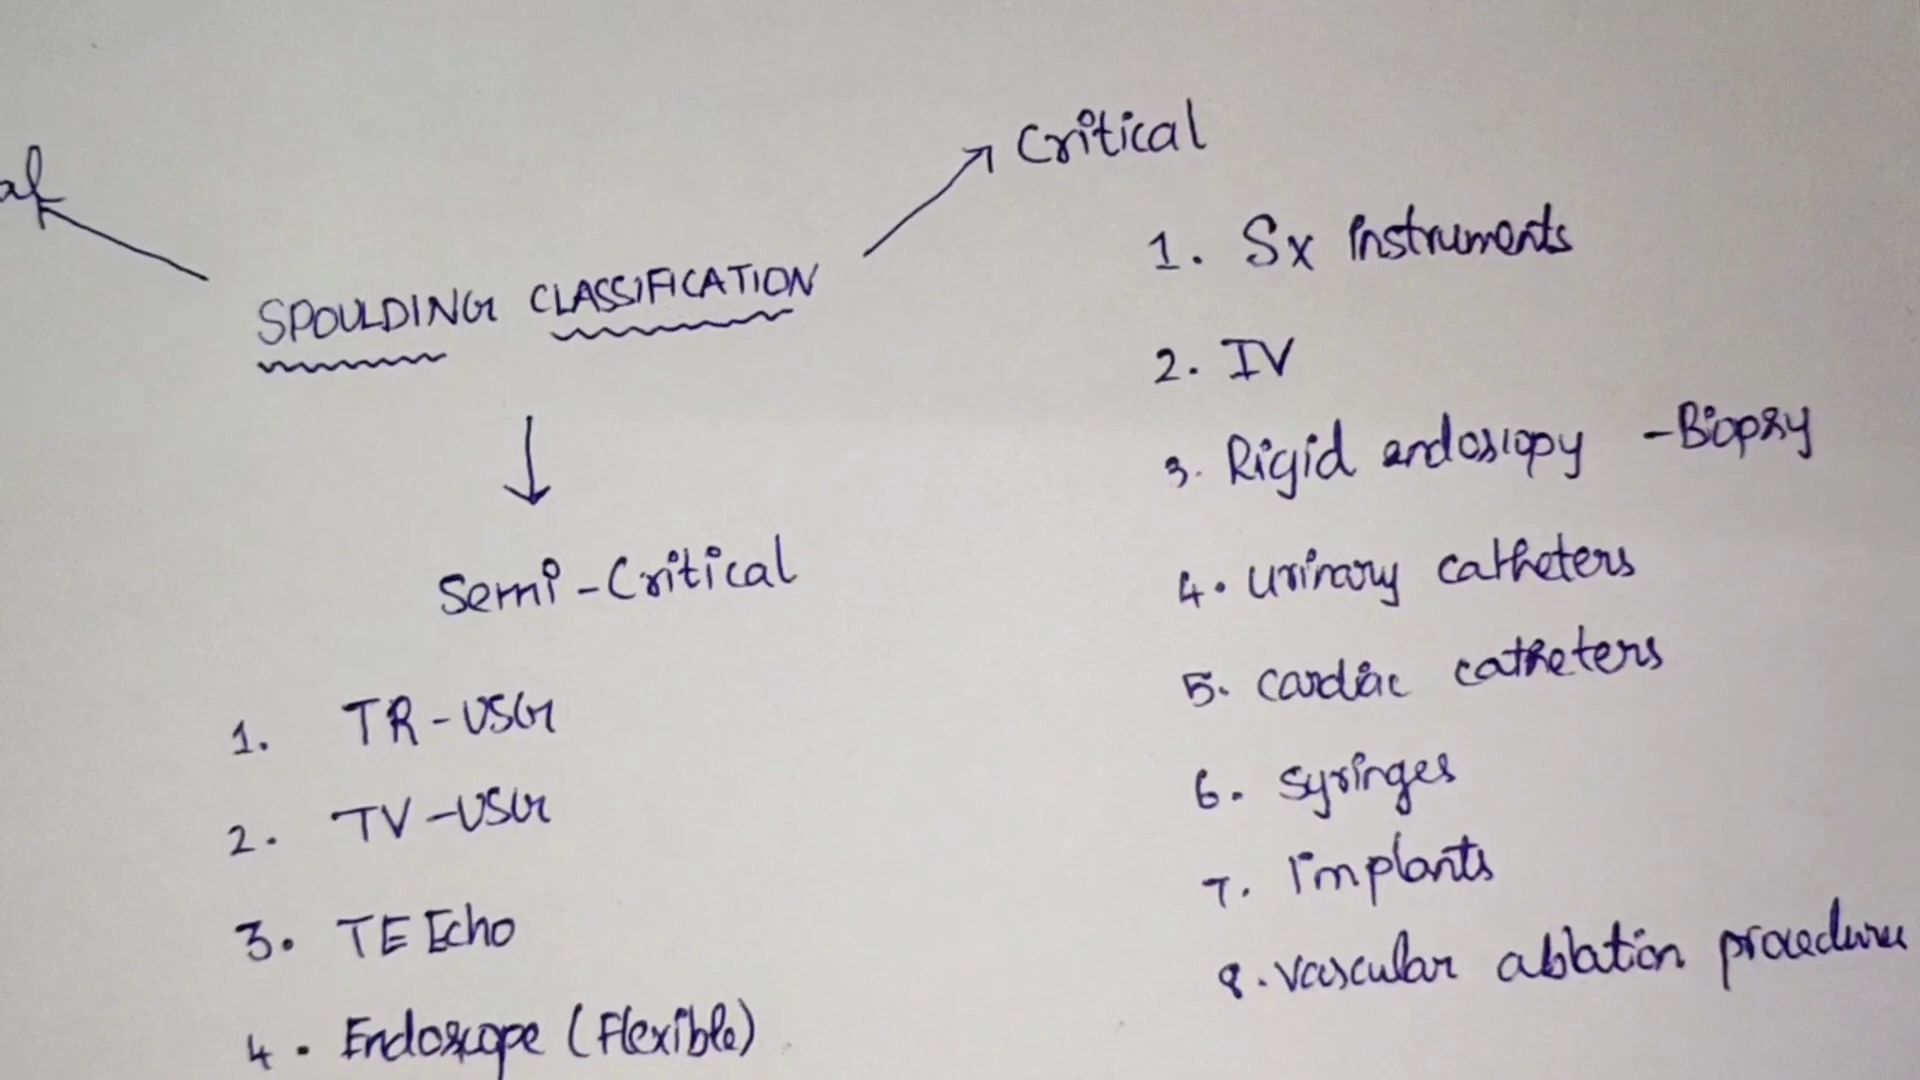 al
SPOULDING CLASSIFICATION
Critical
1. Sx Instruments
2. IV
3. Rigid endoscopy - Biopsy
4. Urinary catheters
5. Cardiac catheters
6. Syringes
7. Implants
8. Vascular ablation procedures
Semi-Critical
1. TR-USG
2. TV-USG
3. TE Echo
4. Endoscope (Flexible)